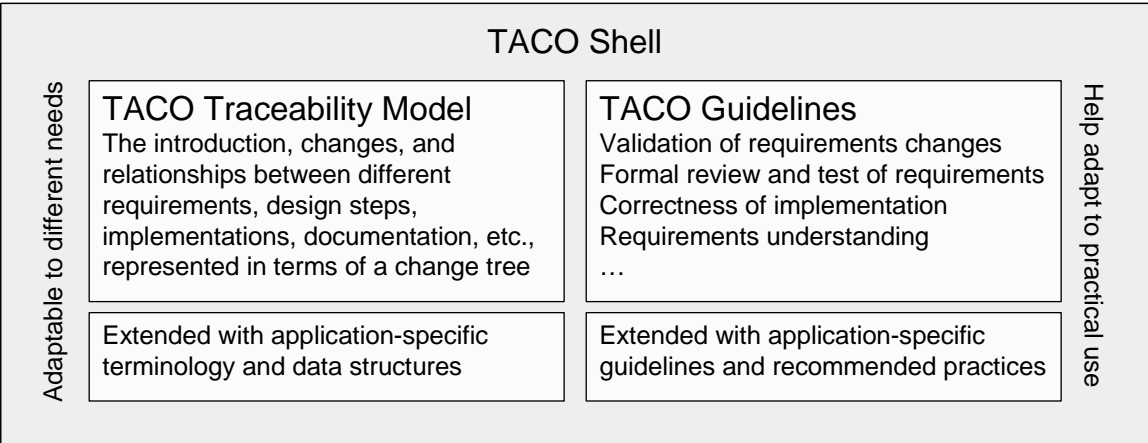 TACO Shell
Adaptable to different needs
TACO Traceability Model
The introduction, changes, and
relationships between different
requirements, design steps,
implementations, documentation, etc.,
represented in terms of a change tree
Extended with application-specific
terminology and data structures
TACO Guidelines
Validation of requirements changes
Formal review and test of requirements
Correctness of implementation
Requirements understanding
…
Extended with application-specific
guidelines and recommended practices
Help adapt to practical use